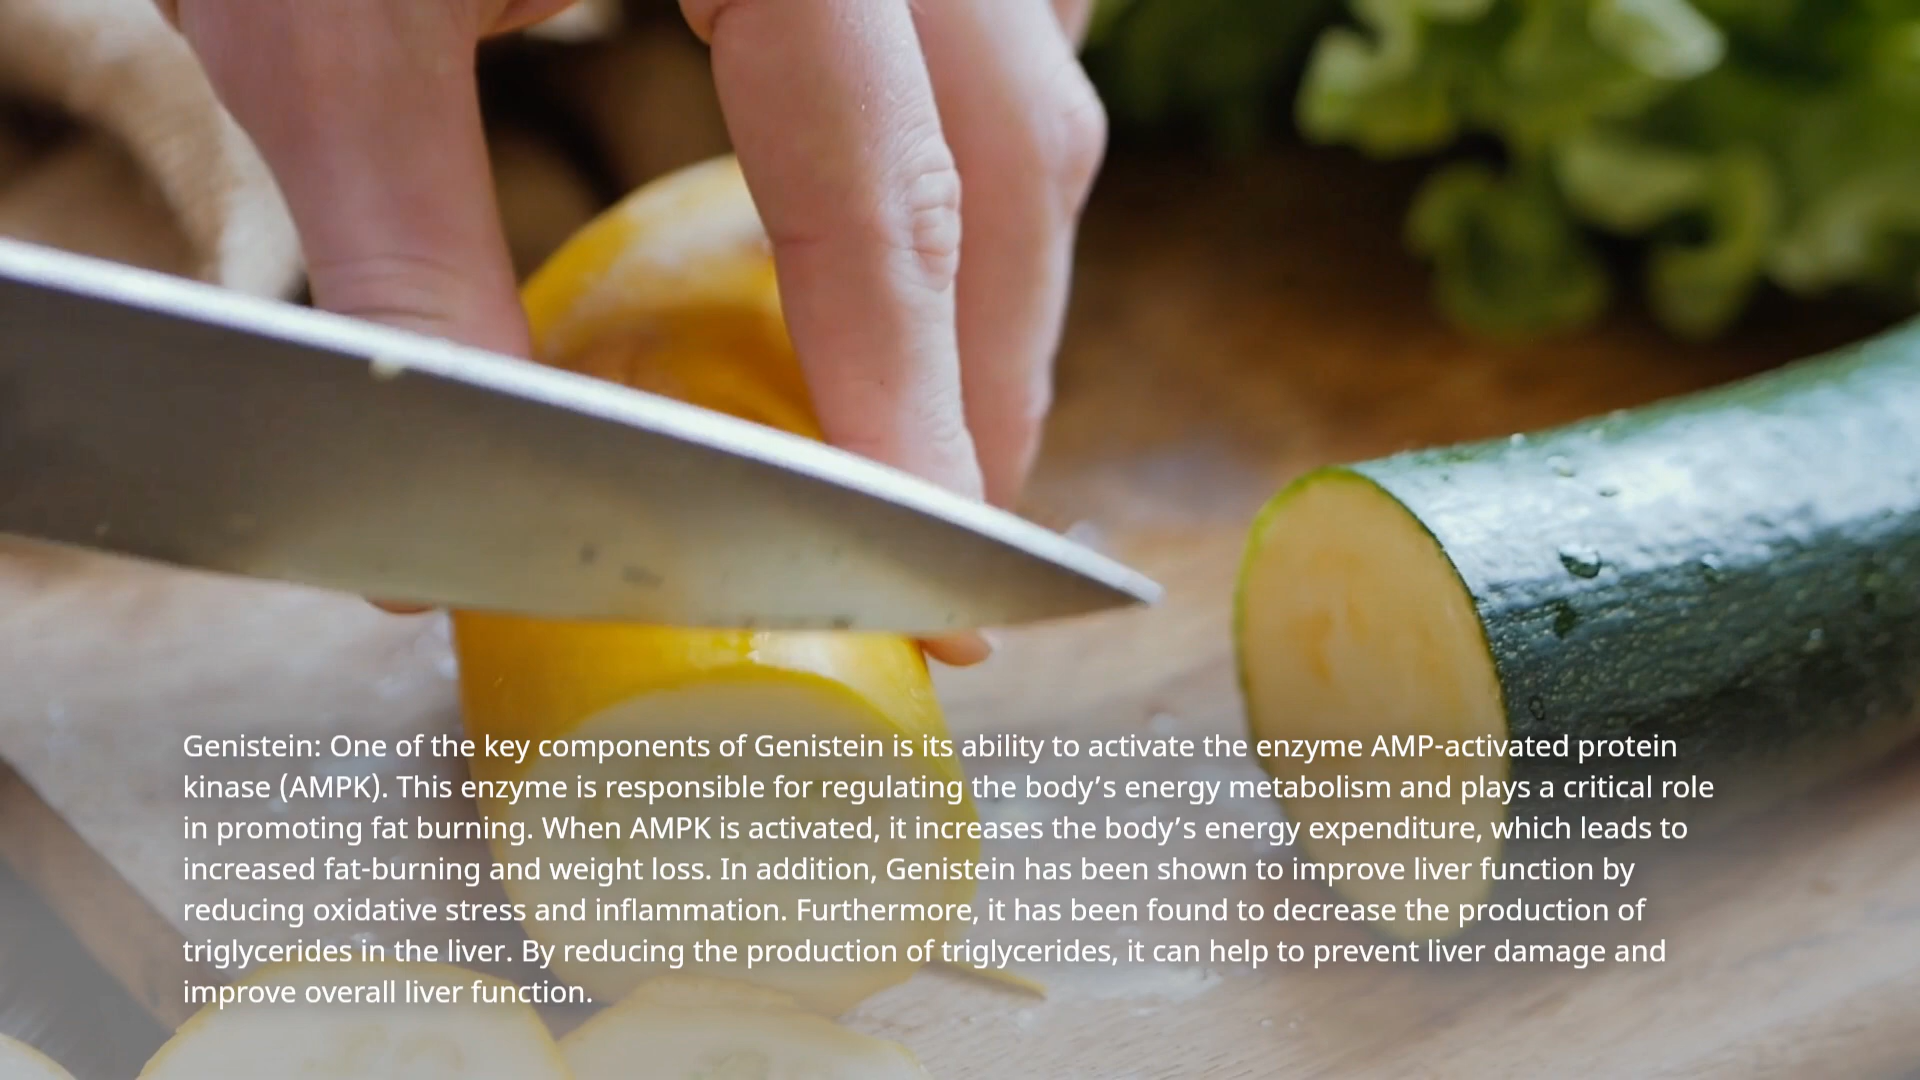 Genistein: One of the key components of Genistein is its ability to activate the enzyme AMP-activated protein
kinase (AMPK). This enzyme is responsible for regulating the body’s energy metabolism and plays a critical role
in promoting fat burning. When AMPK is activated, it increases the body’s energy expenditure, which leads to
increased fat-burning and weight loss. In addition, Genistein has been shown to improve liver function by
reducing oxidative stress and inflammation. Furthermore, it has been found to decrease the production of
triglycerides in the liver. By reducing the production of triglycerides, it can help to prevent liver damage and
improve overall liver function.